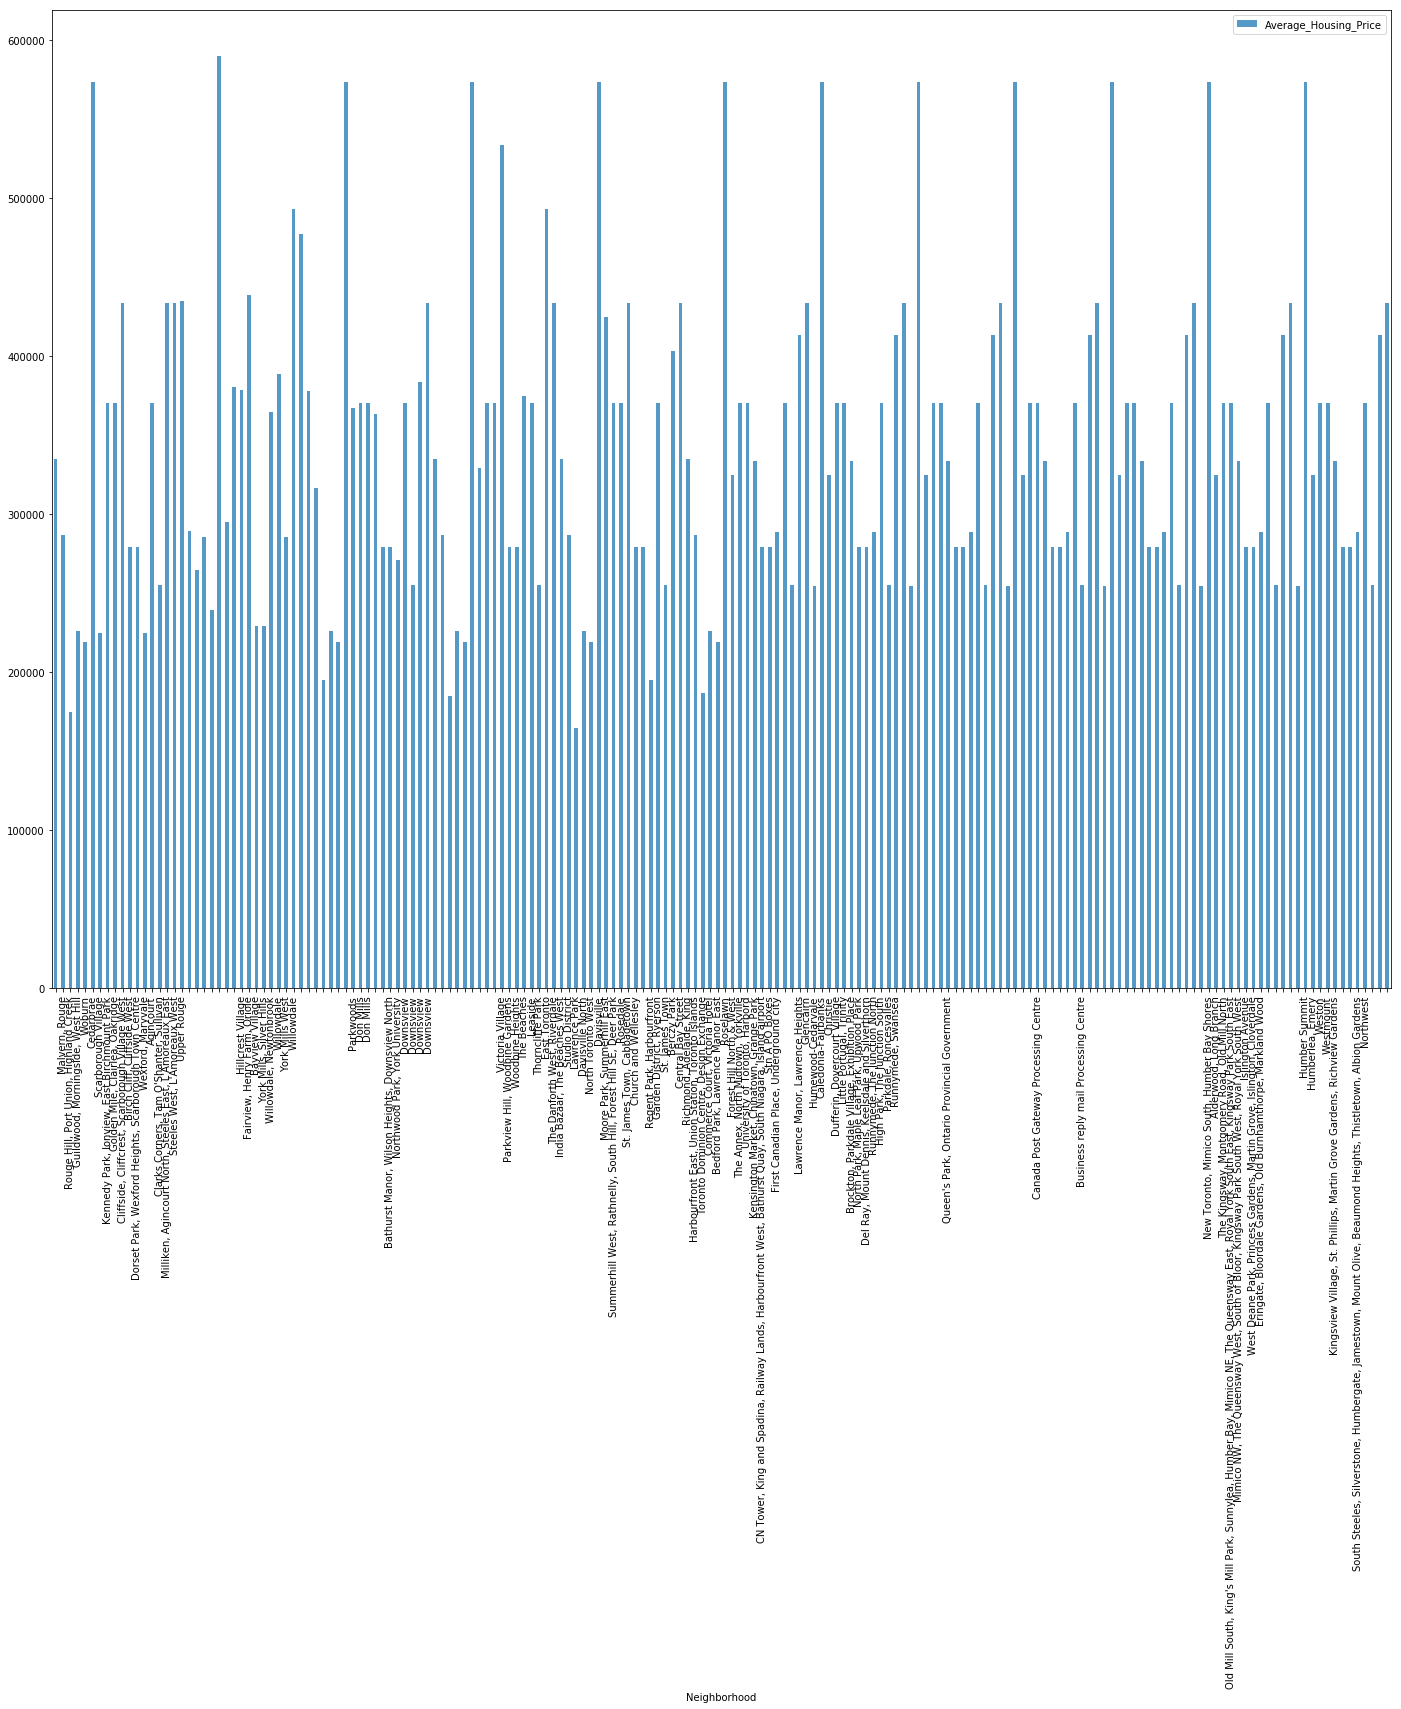 Average_Housing_Price
600000
500000
400000
300000
200000
100000
0
Malvern, Rouge
Rouge Hill, Port Union, Highland Creek
Guildwood, Morningside, West Hill
Woburn
Cedarbrae
Scarborough Village
Kennedy Park, Ionview, East Birchmount Park
Golden Mile, Clairlea, Oakridge
Cliffside, Cliffcrest, Scarborough Village West
Birch Cliff, Cliffside West
Dorset Park, Wexford Heights, Scarborough Town Centre
Wexford, Maryvale
Agincourt
Clarks Corners, Tam O'Shanter, Sullivan
Milliken, Agincourt North, Steeles East, L'Amoreaux East
Steeles West, L'Amoreaux West
Upper Rouge
Hillcrest Village
Fairview, Henry Farm, Oriole
Bayview Village
York Mills, Silver Hills
Willowdale, Newtonbrook
Willowdale
York Mills West
Willowdale
Parkwoods
Don Mills
Don Mills
Bathurst Manor, Wilson Heights, Downsview North
Northwood Park, York University
Downsview
Downsview
Downsview
Downsview
Victoria Village
Parkview Hill, Woodbine Gardens
Woodbine Heights
The Beaches
Leaside
Thorncliffe Park
East Toronto
The Danforth West, Riverdale
India Bazaar, The Beaches West
Studio District
Lawrence Park
Davisville North
North Toronto West
Davisville
Moore Park, Summerhill East
Summerhill West, Rathnelly, South Hill, Forest Hill SE, Deer Park
Rosedale
St. James Town, Cabbagetown
Church and Wellesley
Regent Park, Harbourfront
Garden District, Ryerson
St. James Town
Berczy Park
Central Bay Street
Richmond, Adelaide, King
Harbourfront East, Union Station, Toronto Islands
Toronto Dominion Centre, Design Exchange
Commerce Court, Victoria Hotel
Bedford Park, Lawrence Manor East
Roselawn
Forest Hill North & West
The Annex, North Midtown, Yorkville
University of Toronto, Harbord
Kensington Market, Chinatown, Grange Park
CN Tower, King and Spadina, Railway Lands, Harbourfront West, Bathurst Quay, South Niagara, Island airport
Stn A PO Boxes
First Canadian Place, Underground city
Lawrence Manor, Lawrence Heights
Glencairn
Humewood-Cedarvale
Caledonia-Fairbanks
Christie
Dufferin, Dovercourt Village
Little Portugal, Trinity
Brockton, Parkdale Village, Exhibition Place
North Park, Maple Leaf Park, Upwood Park
Del Ray, Mount Dennis, Keelsdale and Silverthorn
Runnymede, The Junction North
High Park, The Junction South
Parkdale, Roncesvalles
Runnymede, Swansea
Queen's Park, Ontario Provincial Government
Canada Post Gateway Processing Centre
Business reply mail Processing Centre
New Toronto, Mimico South, Humber Bay Shores
Alderwood, Long Branch
The Kingsway, Montgomery Road, Old Mill North
Old Mill South, King's Mill Park, Sunnylea, Humber Bay, Mimico NE, The Queensway East, Royal York South East, Kingsway Park South East
Mimico NW, The Queensway West, South of Bloor, Kingsway Park South West, Royal York South West
Islington Avenue
West Deane Park, Princess Gardens, Martin Grove, Islington, Cloverdale
Eringate, Bloordale Gardens, Old Burnhamthorpe, Markland Wood
Humber Summit
Humberlea, Emery
Weston
Westmount
Kingsview Village, St. Phillips, Martin Grove Gardens, Richview Gardens
South Steeles, Silverstone, Humbergate, Jamestown, Mount Olive, Beaumond Heights, Thistletown, Albion Gardens
Northwest
Neighborhood